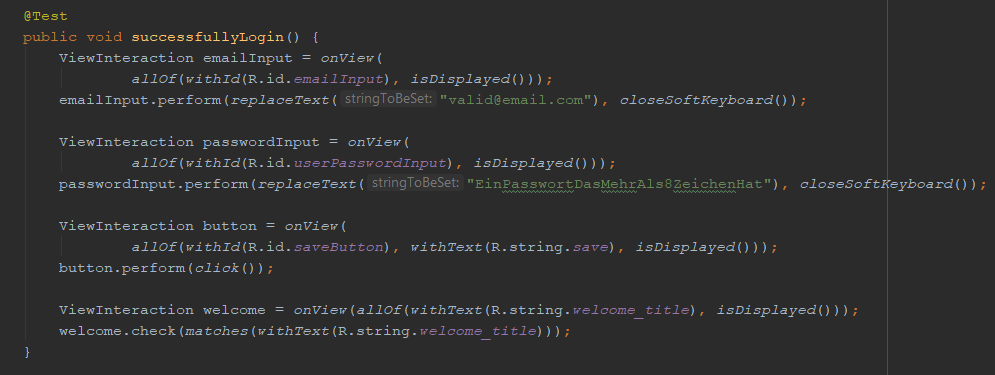 @Test
public void successfullyLogin() {
    ViewInteraction emailInput = onView(
            allOf(withId(R.id.emailInput), isDisplayed()));
    emailInput.perform(replaceText( stringToBeSet: "valid@email.com"), closeSoftKeyboard());

    ViewInteraction passwordInput = onView(
            allOf(withId(R.id.userPasswordInput), isDisplayed()));
    passwordInput.perform(replaceText( stringToBeSet: "EinPasswortDasMehrAls8ZeichenHat"), closeSoftKeyboard());

    ViewInteraction button = onView(
            allOf(withId(R.id.saveButton), withText(R.string.save), isDisplayed()));
    button.perform(click());

    ViewInteraction welcome = onView(allOf(withText(R.string.welcome_title), isDisplayed()));
    welcome.check(matches(withText(R.string.welcome_title)));
}